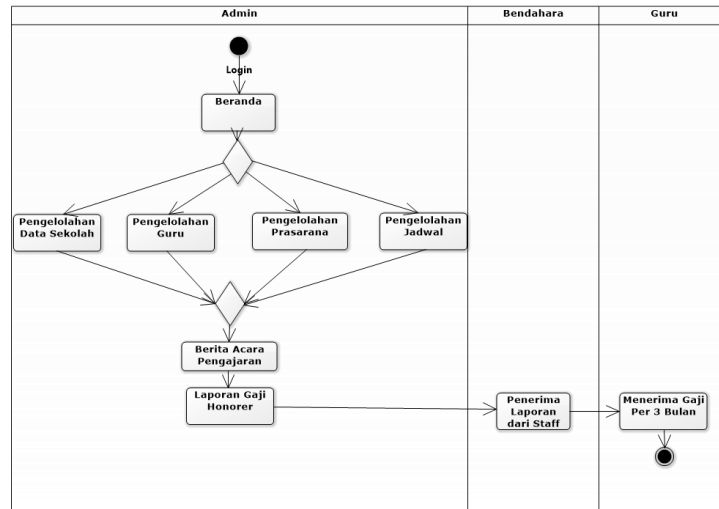 Admin
Bendahara
Guru
Login
Beranda
Pengelolahan
Data Sekolah
Pengelolahan
Guru
Pengelolahan
Prasarana
Pengelolahan
Jadwal
Berita Acara
Pengajaran
Laporan Gaji
Honorer
Penerima
Laporan
dari Staff
Menerima Gaji
Per 3 Bulan